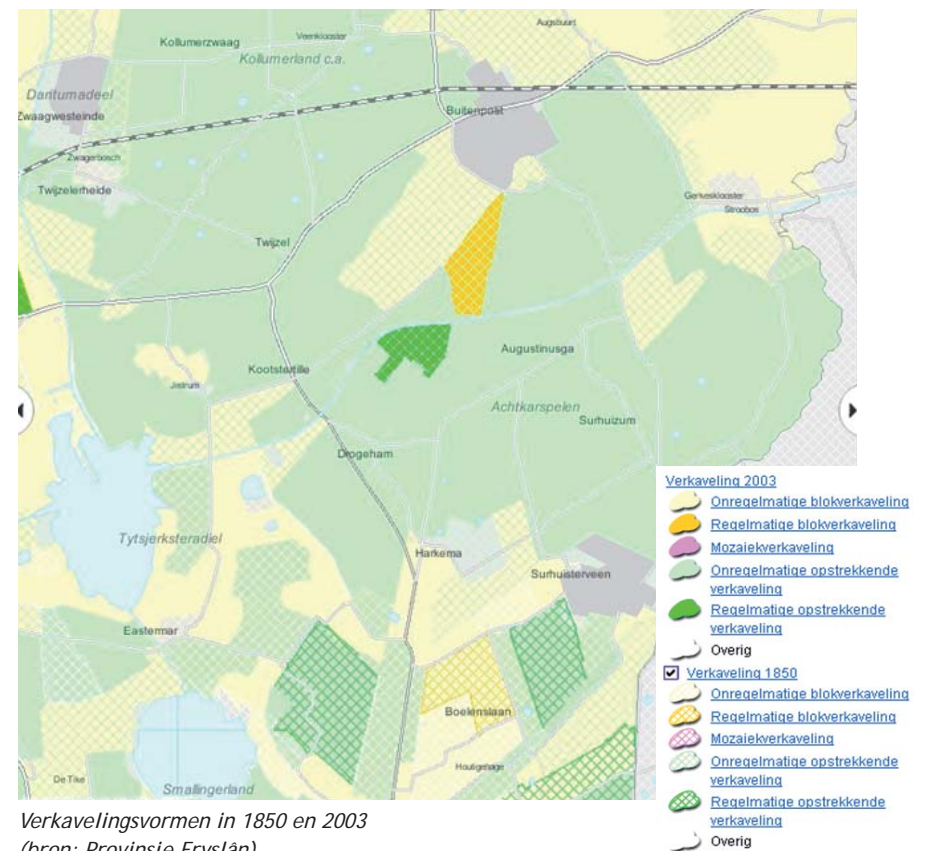 Augsbuurt
Kollumerzwaag
Veenklooster
Kollumerland c.a.
Dantumadeel
Zwaagwesteinde
Buitenpost
Zwagerbosch
Twijzelerheide
Gerkesklooster
Stroobos
Twijzel
Augustinusga
Kootstertille
Jistrum
Achtkarspelen
Surhuizum
Drogeham
Tytsjerksteradiel
Harkema
Surhuisterveen
Eastermar
Boelenslaan
Houtigehage
De Tike
Smallingerland
Verkaveling 2003
Onregelmatige blokverkaveling
Regelmatige blokverkaveling
Mozaiekverkaveling
Onregelmatige opstrekkende
verkaveling
Regelmatige opstrekkende
verkaveling
Overig
Verkaveling 1850
Onregelmatige blokverkaveling
Regelmatige blokverkaveling
Mozaiekverkaveling
Onregelmatige opstrekkende
verkaveling
Regelmatige opstrekkende
verkaveling
Overig
Verkavelingsvormen in 1850 en 2003
(bron: Provinsje Fryslân)